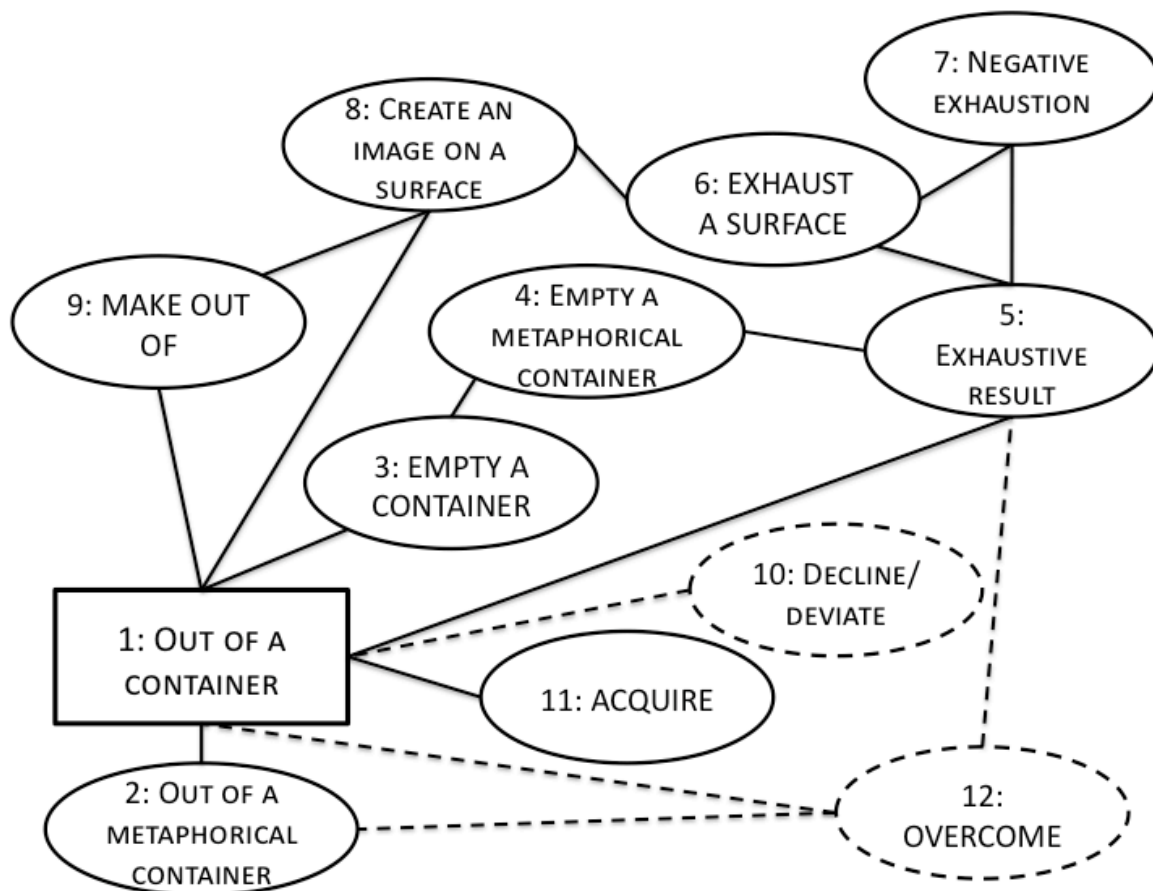 7: NEGATIVE
EXHAUSTION
8: CREATE AN
IMAGE ON A
SURFACE
6: EXHAUST
A SURFACE
9: MAKE OUT
OF
4: EMPTY A
METAPHORICAL
CONTAINER
5:
EXHAUSTIVE
RESULT
3: EMPTY A
CONTAINER
10: DECLINE/
DEVIATE
1: OUT OF A
CONTAINER
11: ACQUIRE
2: OUT OF A
METAPHORICAL
CONTAINER
12:
OVERCOME